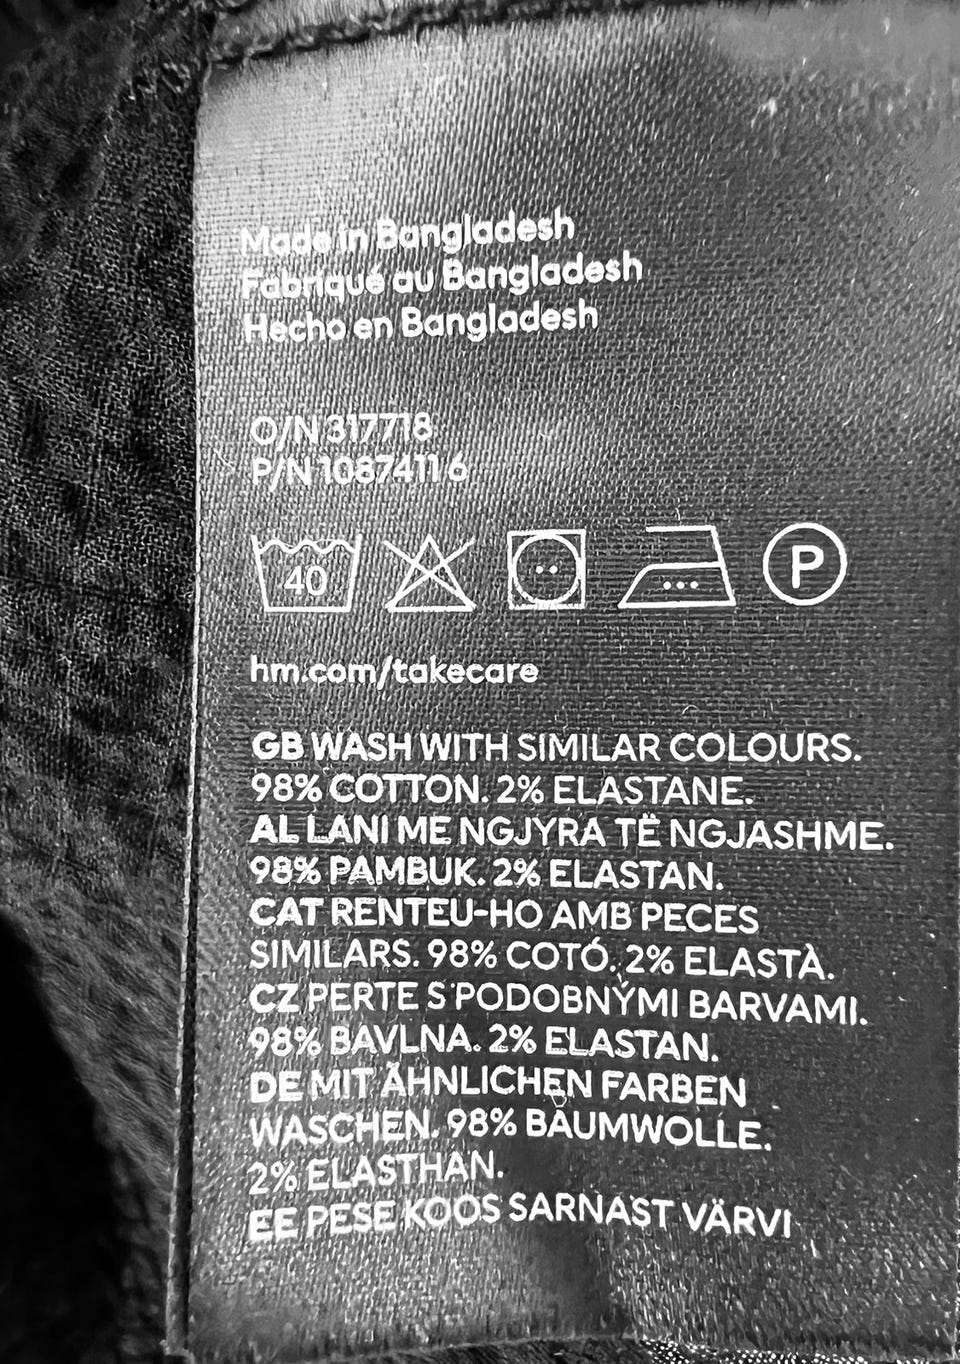 Made in Bangladesh
Fabriqué au Bangladesh
Hecho en Bangladesh
O/N 317718
P/N 10874116
40 P
hm.com/takecare
GB WASH WITH SIMILAR COLOURS.
98% COTTON. 2% ELASTANE.
AL LANI ME NGJYRA TË NGJASHME.
98% PAMBUK. 2% ELASTAN.
CAT RENTEU-HO AMB PECES
SIMILARS. 98% COTÓ. 2% ELASTÀ.
CZ PERTE S PODOBNÝMI BARVAMI.
98% BAVLNA. 2% ELASTAN.
DE MIT ÄHNLICHEN FARBEN
WASCHEN. 98% BAUMWOLLE.
2% ELASTHAN.
EE PESE KOOS SARNAST VÄRVI